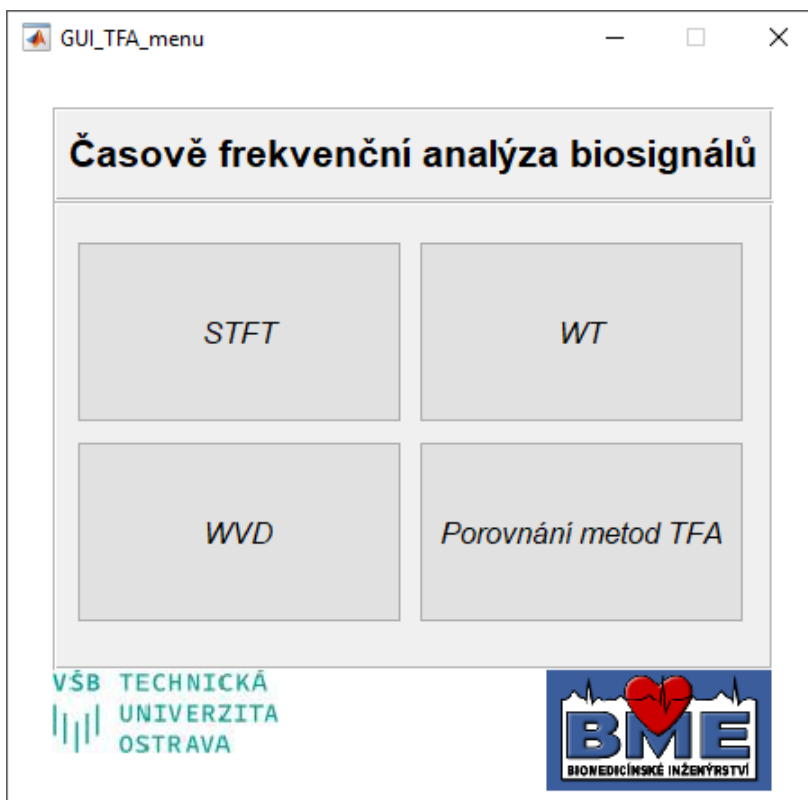 GUI_TFA_menu
Časově frekvenční analýza biosignálů
STFT
WT
WVD
Porovnání metod TFA
VŠB TECHNICKÁ
UNIVERZITA
OSTRAVA
BME
BIOMEDICÍNSKÉ INŽENÝRSTVÍ